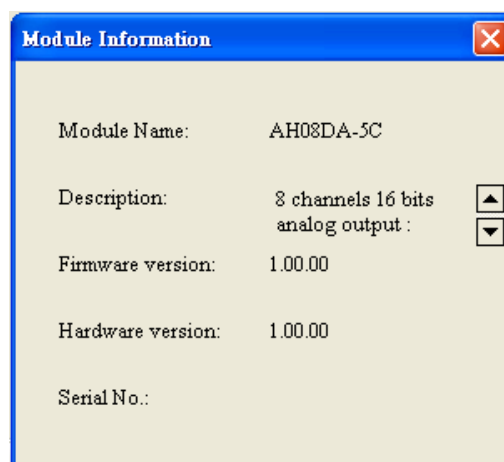 Module Information
Module Name: AH08DA-5C
Description: 8 channels 16 bits
analog output :
Firmware version: 1.00.00
Hardware version: 1.00.00
Serial No.: